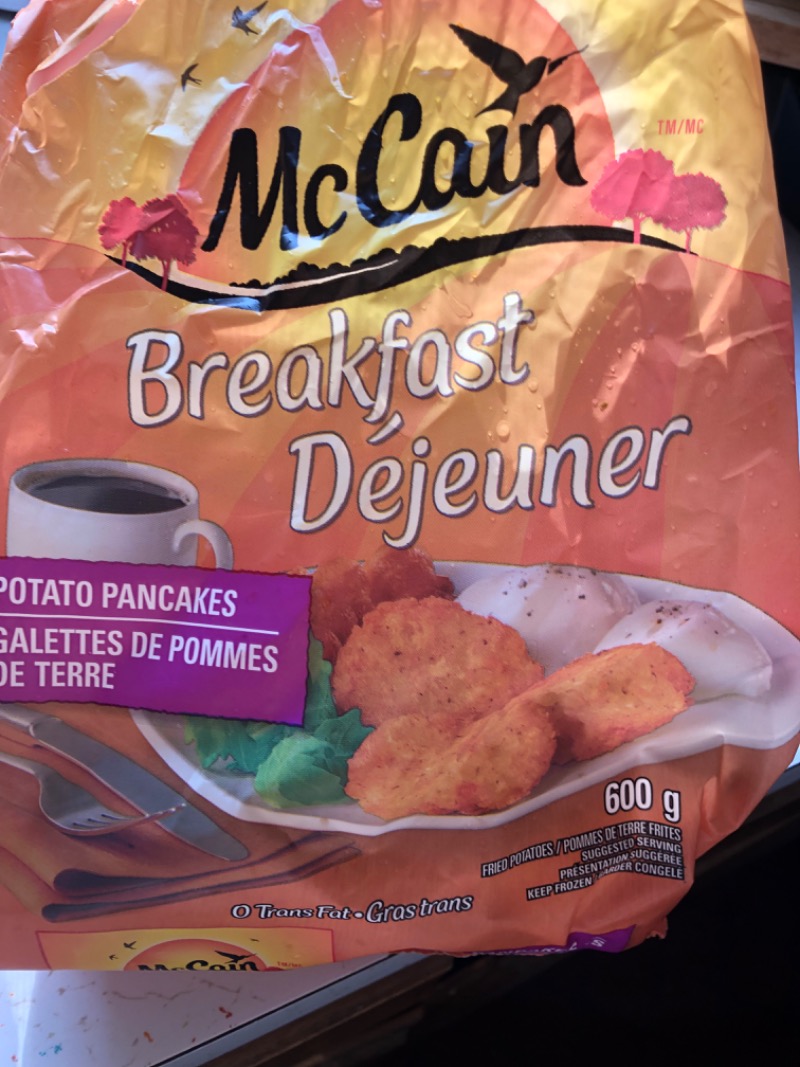 McCain
TM/MC
Breakfast
Déjeuner
POTATO PANCAKES
GALETTES DE POMMES
DE TERRE
600 g
FRIED POTATOES / POMMES DE TERRE FRITES
SUGGESTED SERVING
PRÉSENTATION SUGGÉRÉE
KEEP FROZEN GARDER CONGELÉ
0 Trans Fat • Gras trans
McCain